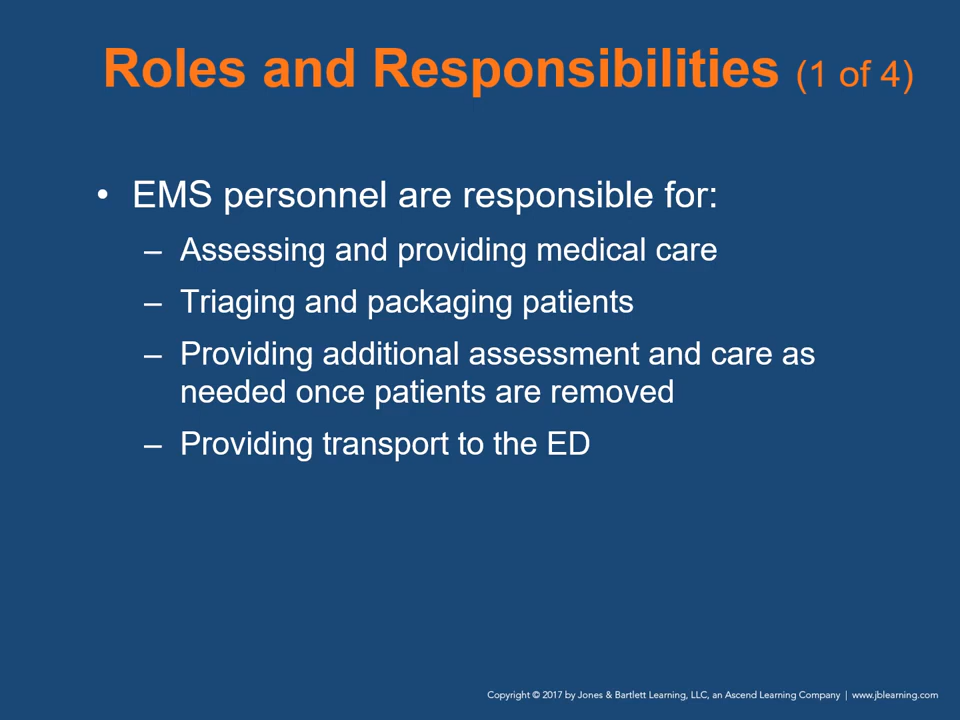 Roles and Responsibilities (1 of 4)
• EMS personnel are responsible for:
– Assessing and providing medical care
– Triaging and packaging patients
– Providing additional assessment and care as
needed once patients are removed
– Providing transport to the ED
Copyright © 2017 by Jones & Bartlett Learning, LLC, an Ascend Learning Company | www.jblearning.com